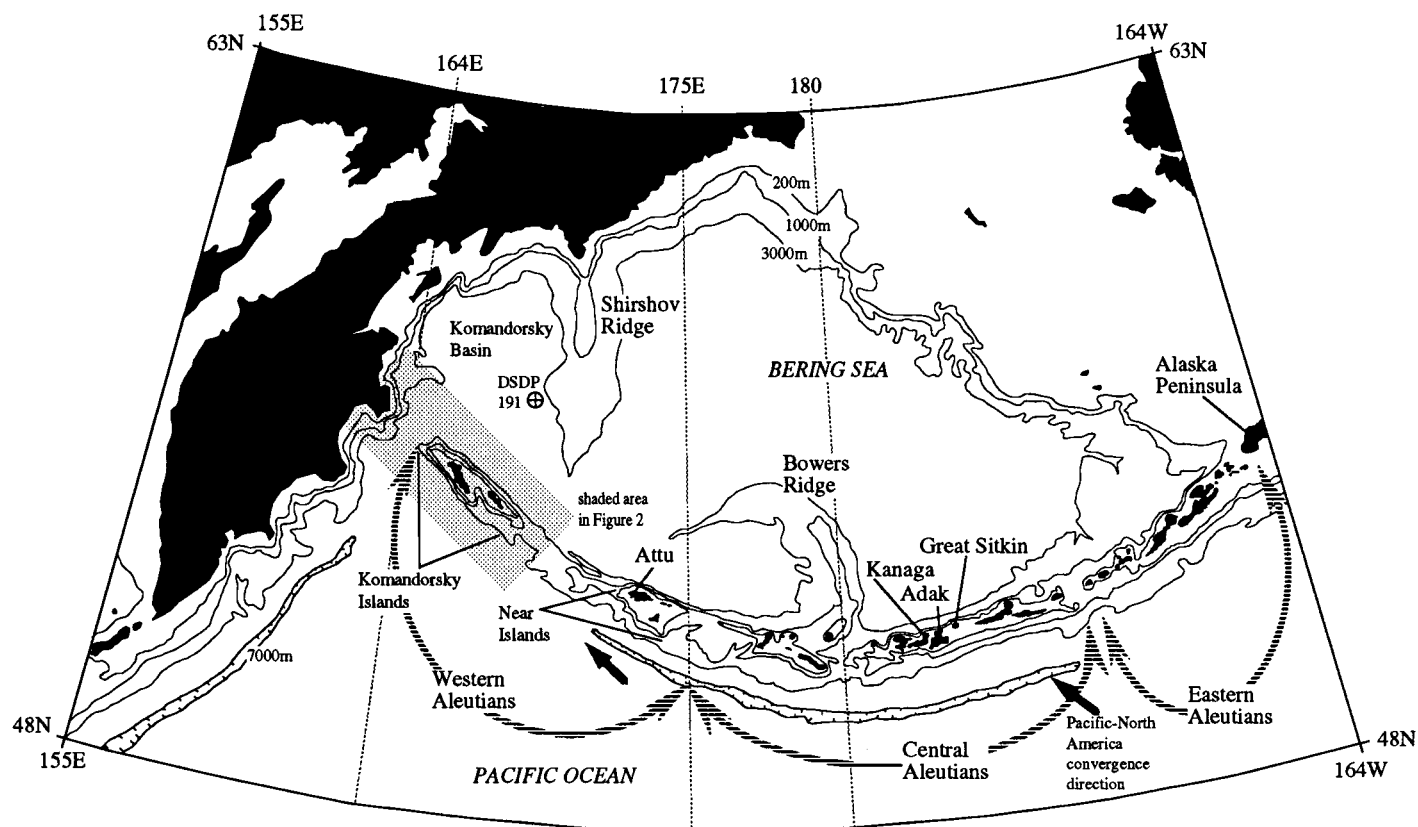 155E
63N
164E
175E
180
164W
63N
200m
1000m
3000m
Shirshov
Ridge
Komandorsky
Basin
DSDP
191
BERING SEA
Alaska
Peninsula
Bowers
Ridge
shaded area
in Figure 2
Attu
Great Sitkin
Kanaga
Adak
Komandorsky
Islands
Near
Islands
7000m
Western
Aleutians
Eastern
Aleutians
Central
Aleutians
Pacific-North
America
convergence
direction
PACIFIC OCEAN
48N
155E
48N
164W